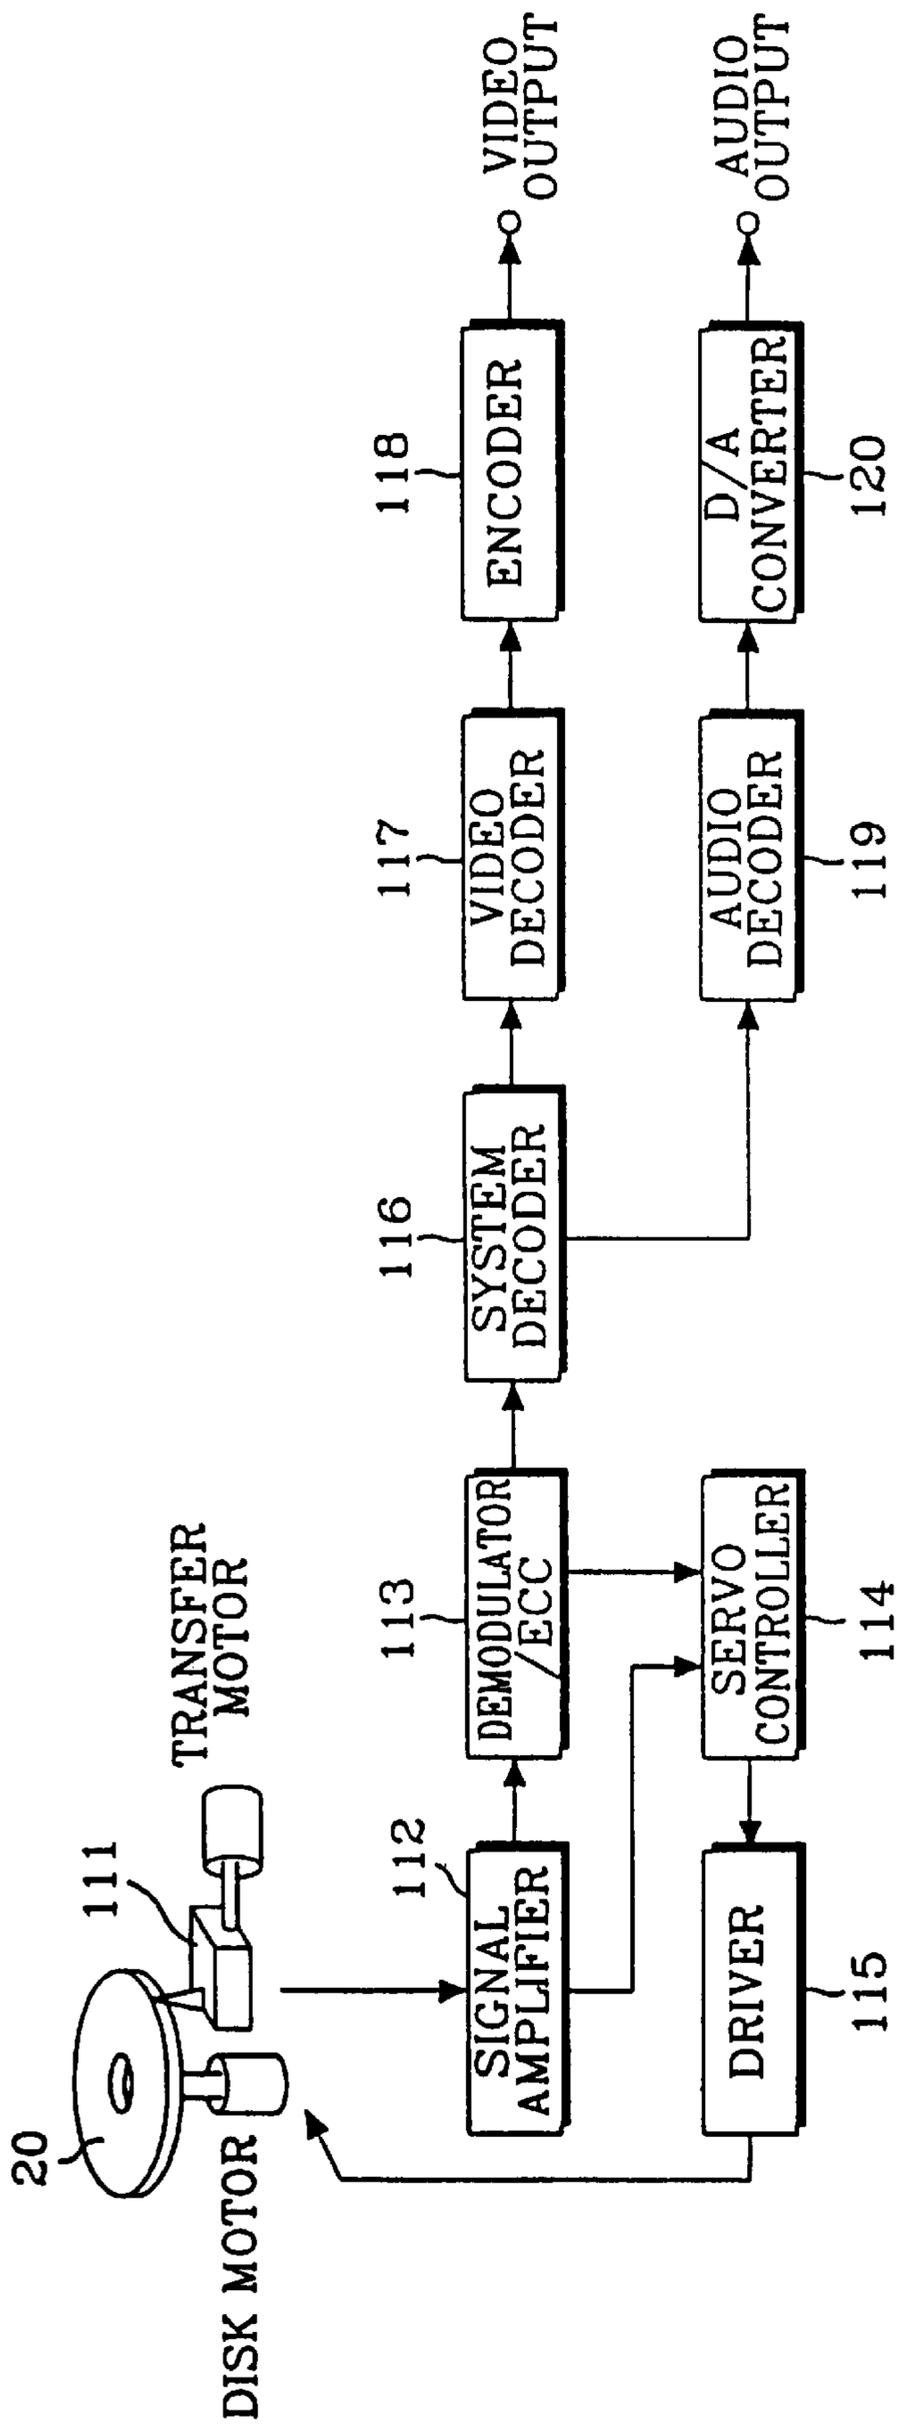 20
111
TRANSFER
MOTOR
DISK MOTOR
112
SIGNAL
AMPLIFIER
113
DEMODULATOR
/ECC
116
SYSTEM
DECODER
117
VIDEO
DECODER
118
ENCODER
VIDEO
OUTPUT
DRIVER
115
SERVO
CONTROLLER
114
AUDIO
DECODER
119
D/A
CONVERTER
120
AUDIO
OUTPUT